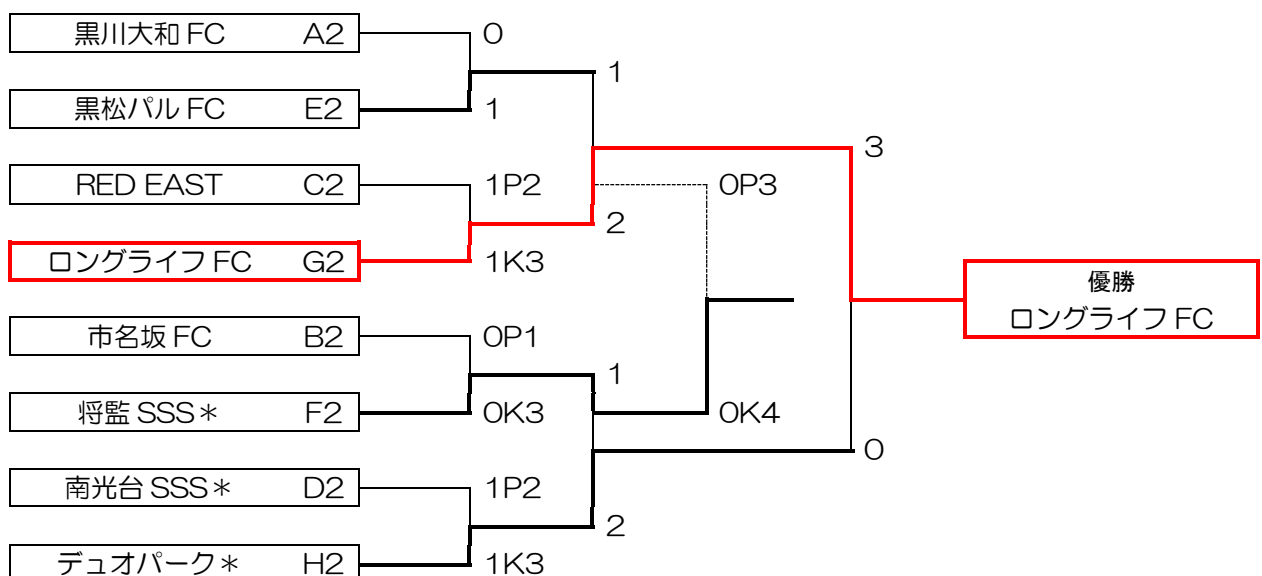 黒川大和 FC A2 0
1
黒松パル FC E2 1
3
RED EAST C2 1P2 0P3
2
ロングライフ FC G2 1K3
優勝
ロングライフ FC
市名坂 FC B2 0P1
1
将監 SSS＊ F2 0K3 0K4
0
南光台 SSS＊ D2 1P2
2
デュオパーク＊ H2 1K3